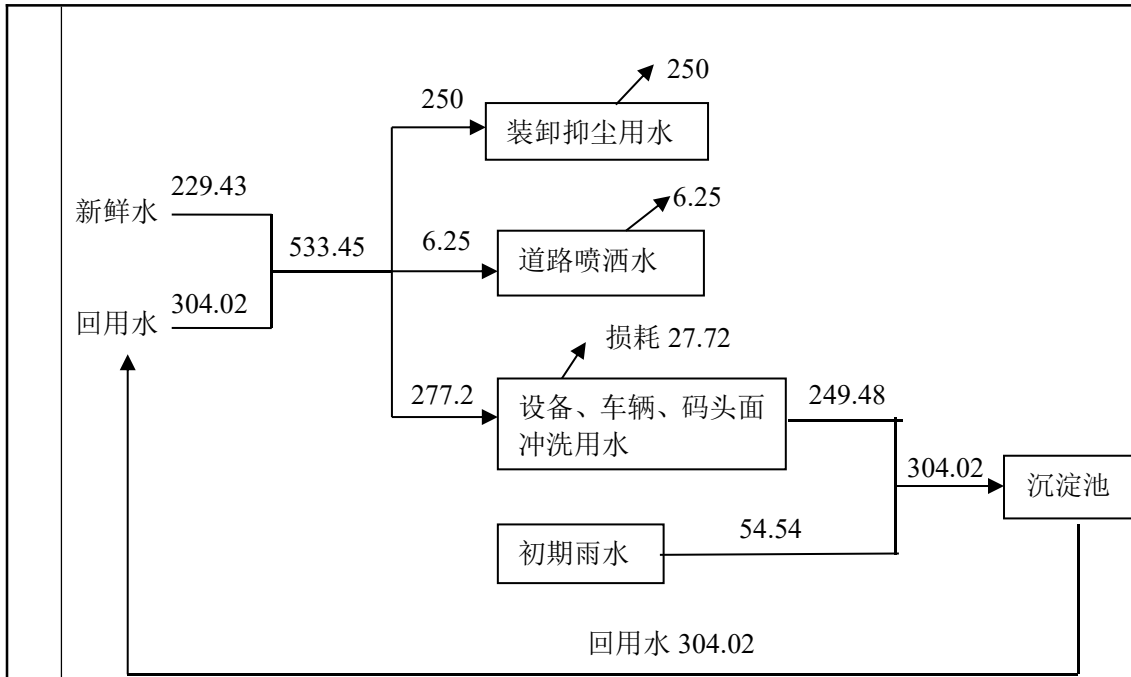 250
250
装卸抑尘用水
229.43
新鲜水
6.25
533.45
6.25
道路喷洒水
304.02
回用水
损耗 27.72
277.2
设备、车辆、码头面
冲洗用水
249.48
304.02
沉淀池
54.54
初期雨水
回用水 304.02